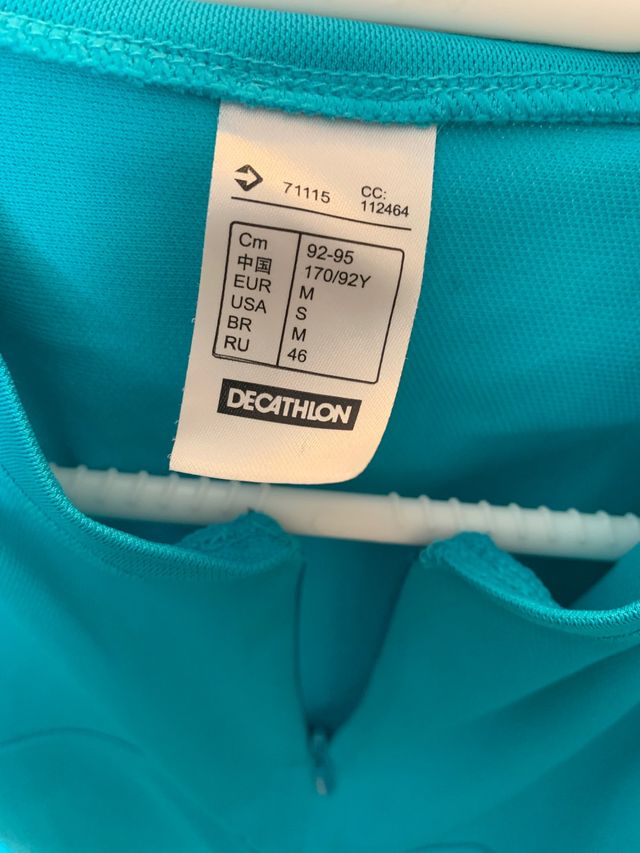 71115 CC:
112464
Cm 92-95
中国 170/92Y
EUR M
USA S
BR M
RU 46
DECATHLON